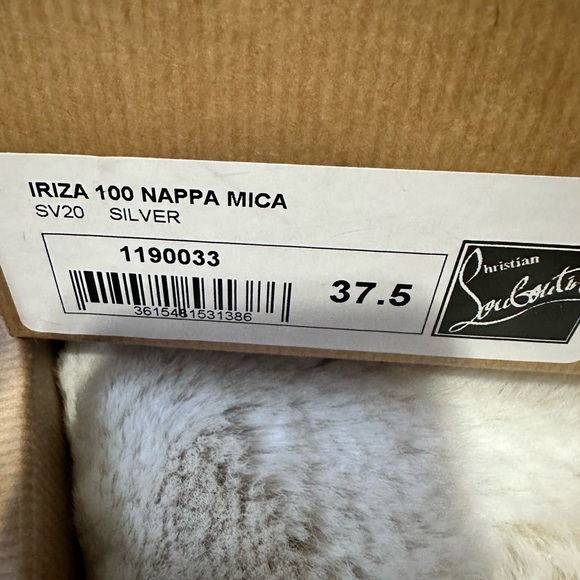 IRIZA 100 NAPPA MICA
SV20 SILVER
1190033
3615481531386
37.5
Christian
Louboutin